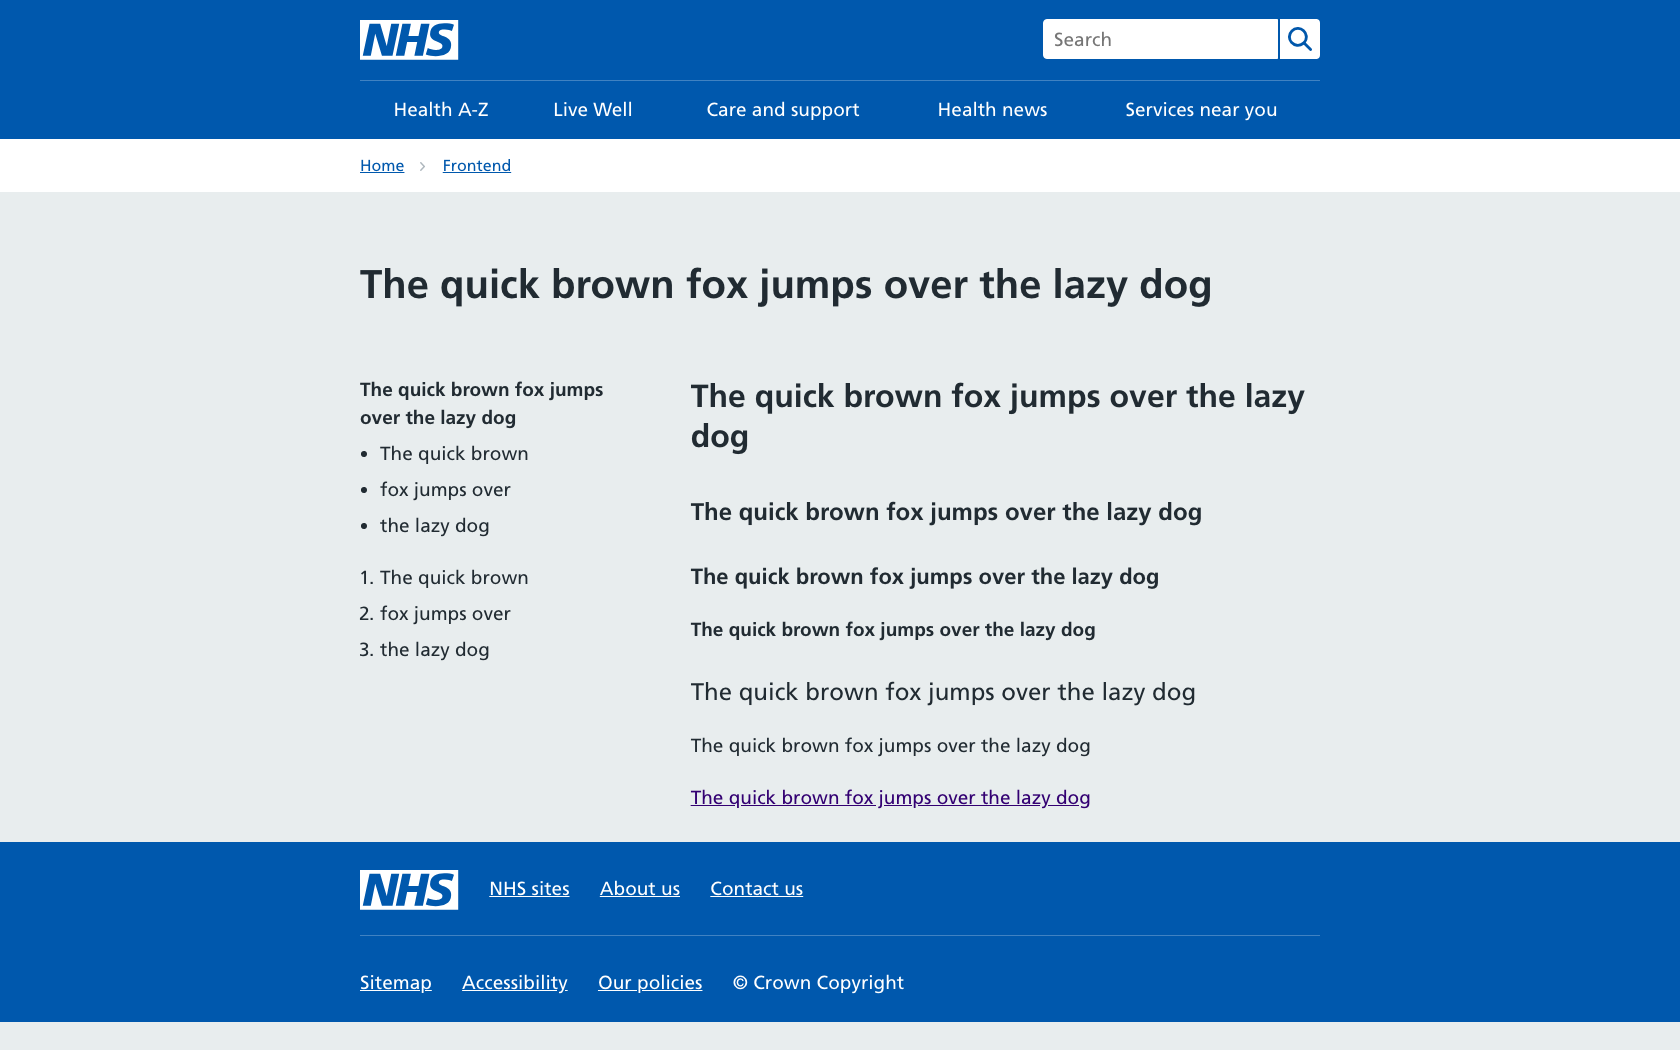 NHS
Search
Health A-Z Live Well Care and support Health news Services near you
Home Frontend
The quick brown fox jumps over the lazy dog
The quick brown fox jumps
over the lazy dog
• The quick brown
• fox jumps over
• the lazy dog
1. The quick brown
2. fox jumps over
3. the lazy dog
The quick brown fox jumps over the lazy
dog
The quick brown fox jumps over the lazy dog
The quick brown fox jumps over the lazy dog
The quick brown fox jumps over the lazy dog
The quick brown fox jumps over the lazy dog
The quick brown fox jumps over the lazy dog
The quick brown fox jumps over the lazy dog
NHS NHS sites About us Contact us
Sitemap Accessibility Our policies © Crown Copyright